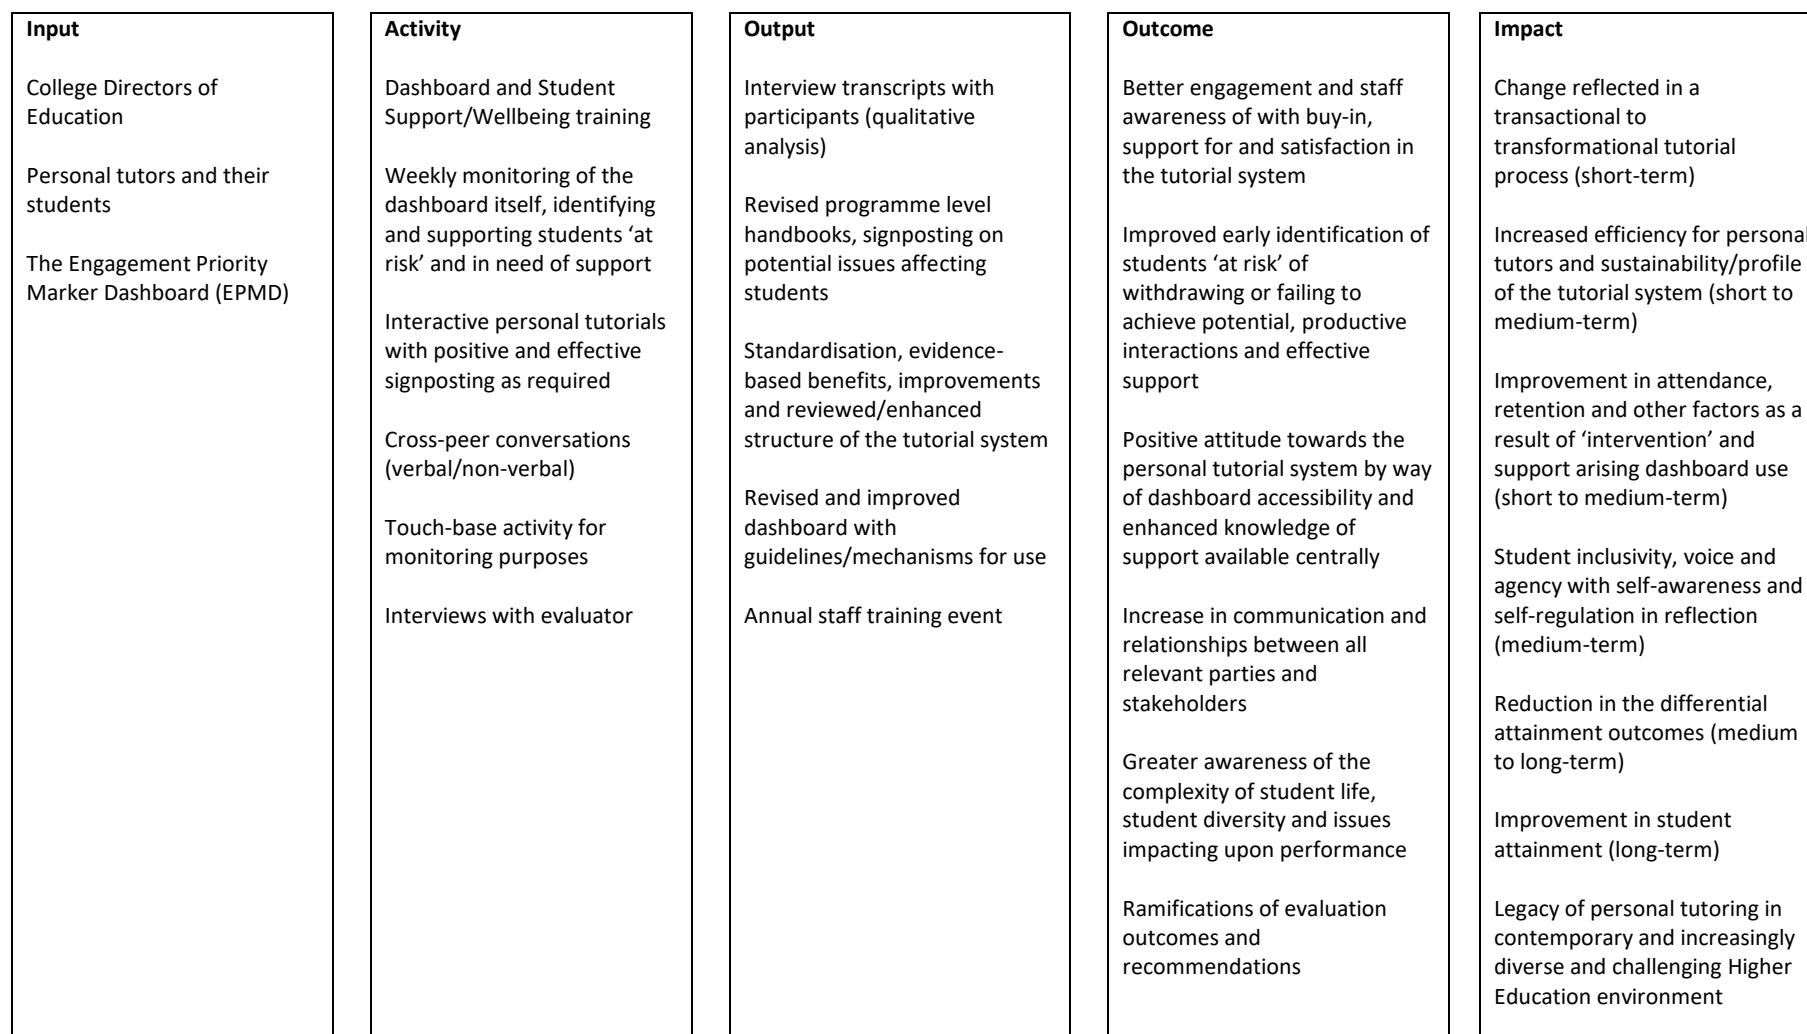 Input
College Directors of
Education
Personal tutors and their
students
The Engagement Priority
Marker Dashboard (EPMD)
Activity
Dashboard and Student
Support/Wellbeing training
Weekly monitoring of the
dashboard itself, identifying
and supporting students ‘at
risk’ and in need of support
Interactive personal tutorials
with positive and effective
signposting as required
Cross-peer conversations
(verbal/non-verbal)
Touch-base activity for
monitoring purposes
Interviews with evaluator
Output
Interview transcripts with
participants (qualitative
analysis)
Revised programme level
handbooks, signposting on
potential issues affecting
students
Standardisation, evidence-
based benefits, improvements
and reviewed/enhanced
structure of the tutorial system
Revised and improved
dashboard with
guidelines/mechanisms for use
Annual staff training event
Outcome
Better engagement and staff
awareness of with buy-in,
support for and satisfaction in
the tutorial system
Improved early identification of
students ‘at risk’ of
withdrawing or failing to
achieve potential, productive
interactions and effective
support
Positive attitude towards the
personal tutorial system by way
of dashboard accessibility and
enhanced knowledge of
support available centrally
Increase in communication and
relationships between all
relevant parties and
stakeholders
Greater awareness of the
complexity of student life,
student diversity and issues
impacting upon performance
Ramifications of evaluation
outcomes and
recommendations
Impact
Change reflected in a
transactional to
transformational tutorial
process (short-term)
Increased efficiency for personal
tutors and sustainability/profile
of the tutorial system (short to
medium-term)
Improvement in attendance,
retention and other factors as a
result of ‘intervention’ and
support arising dashboard use
(short to medium-term)
Student inclusivity, voice and
agency with self-awareness and
self-regulation in reflection
(medium-term)
Reduction in the differential
attainment outcomes (medium
to long-term)
Improvement in student
attainment (long-term)
Legacy of personal tutoring in
contemporary and increasingly
diverse and challenging Higher
Education environment